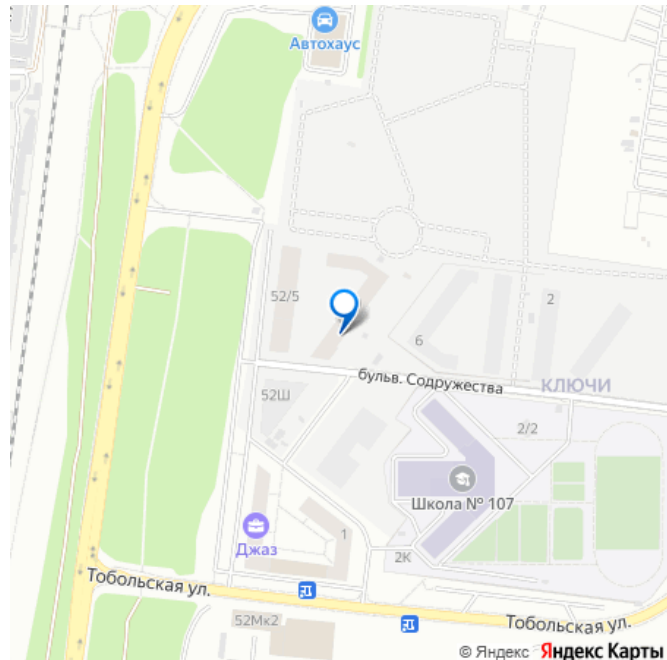 Автохаус
52/5
2
6
бульв. Содружества
КЛЮЧИ
52Ш
2/2
Школа № 107
1
Джаз
2К
Тобольская ул.
52Мк2
Тобольская ул.
© Яндекс Яндекс Карты